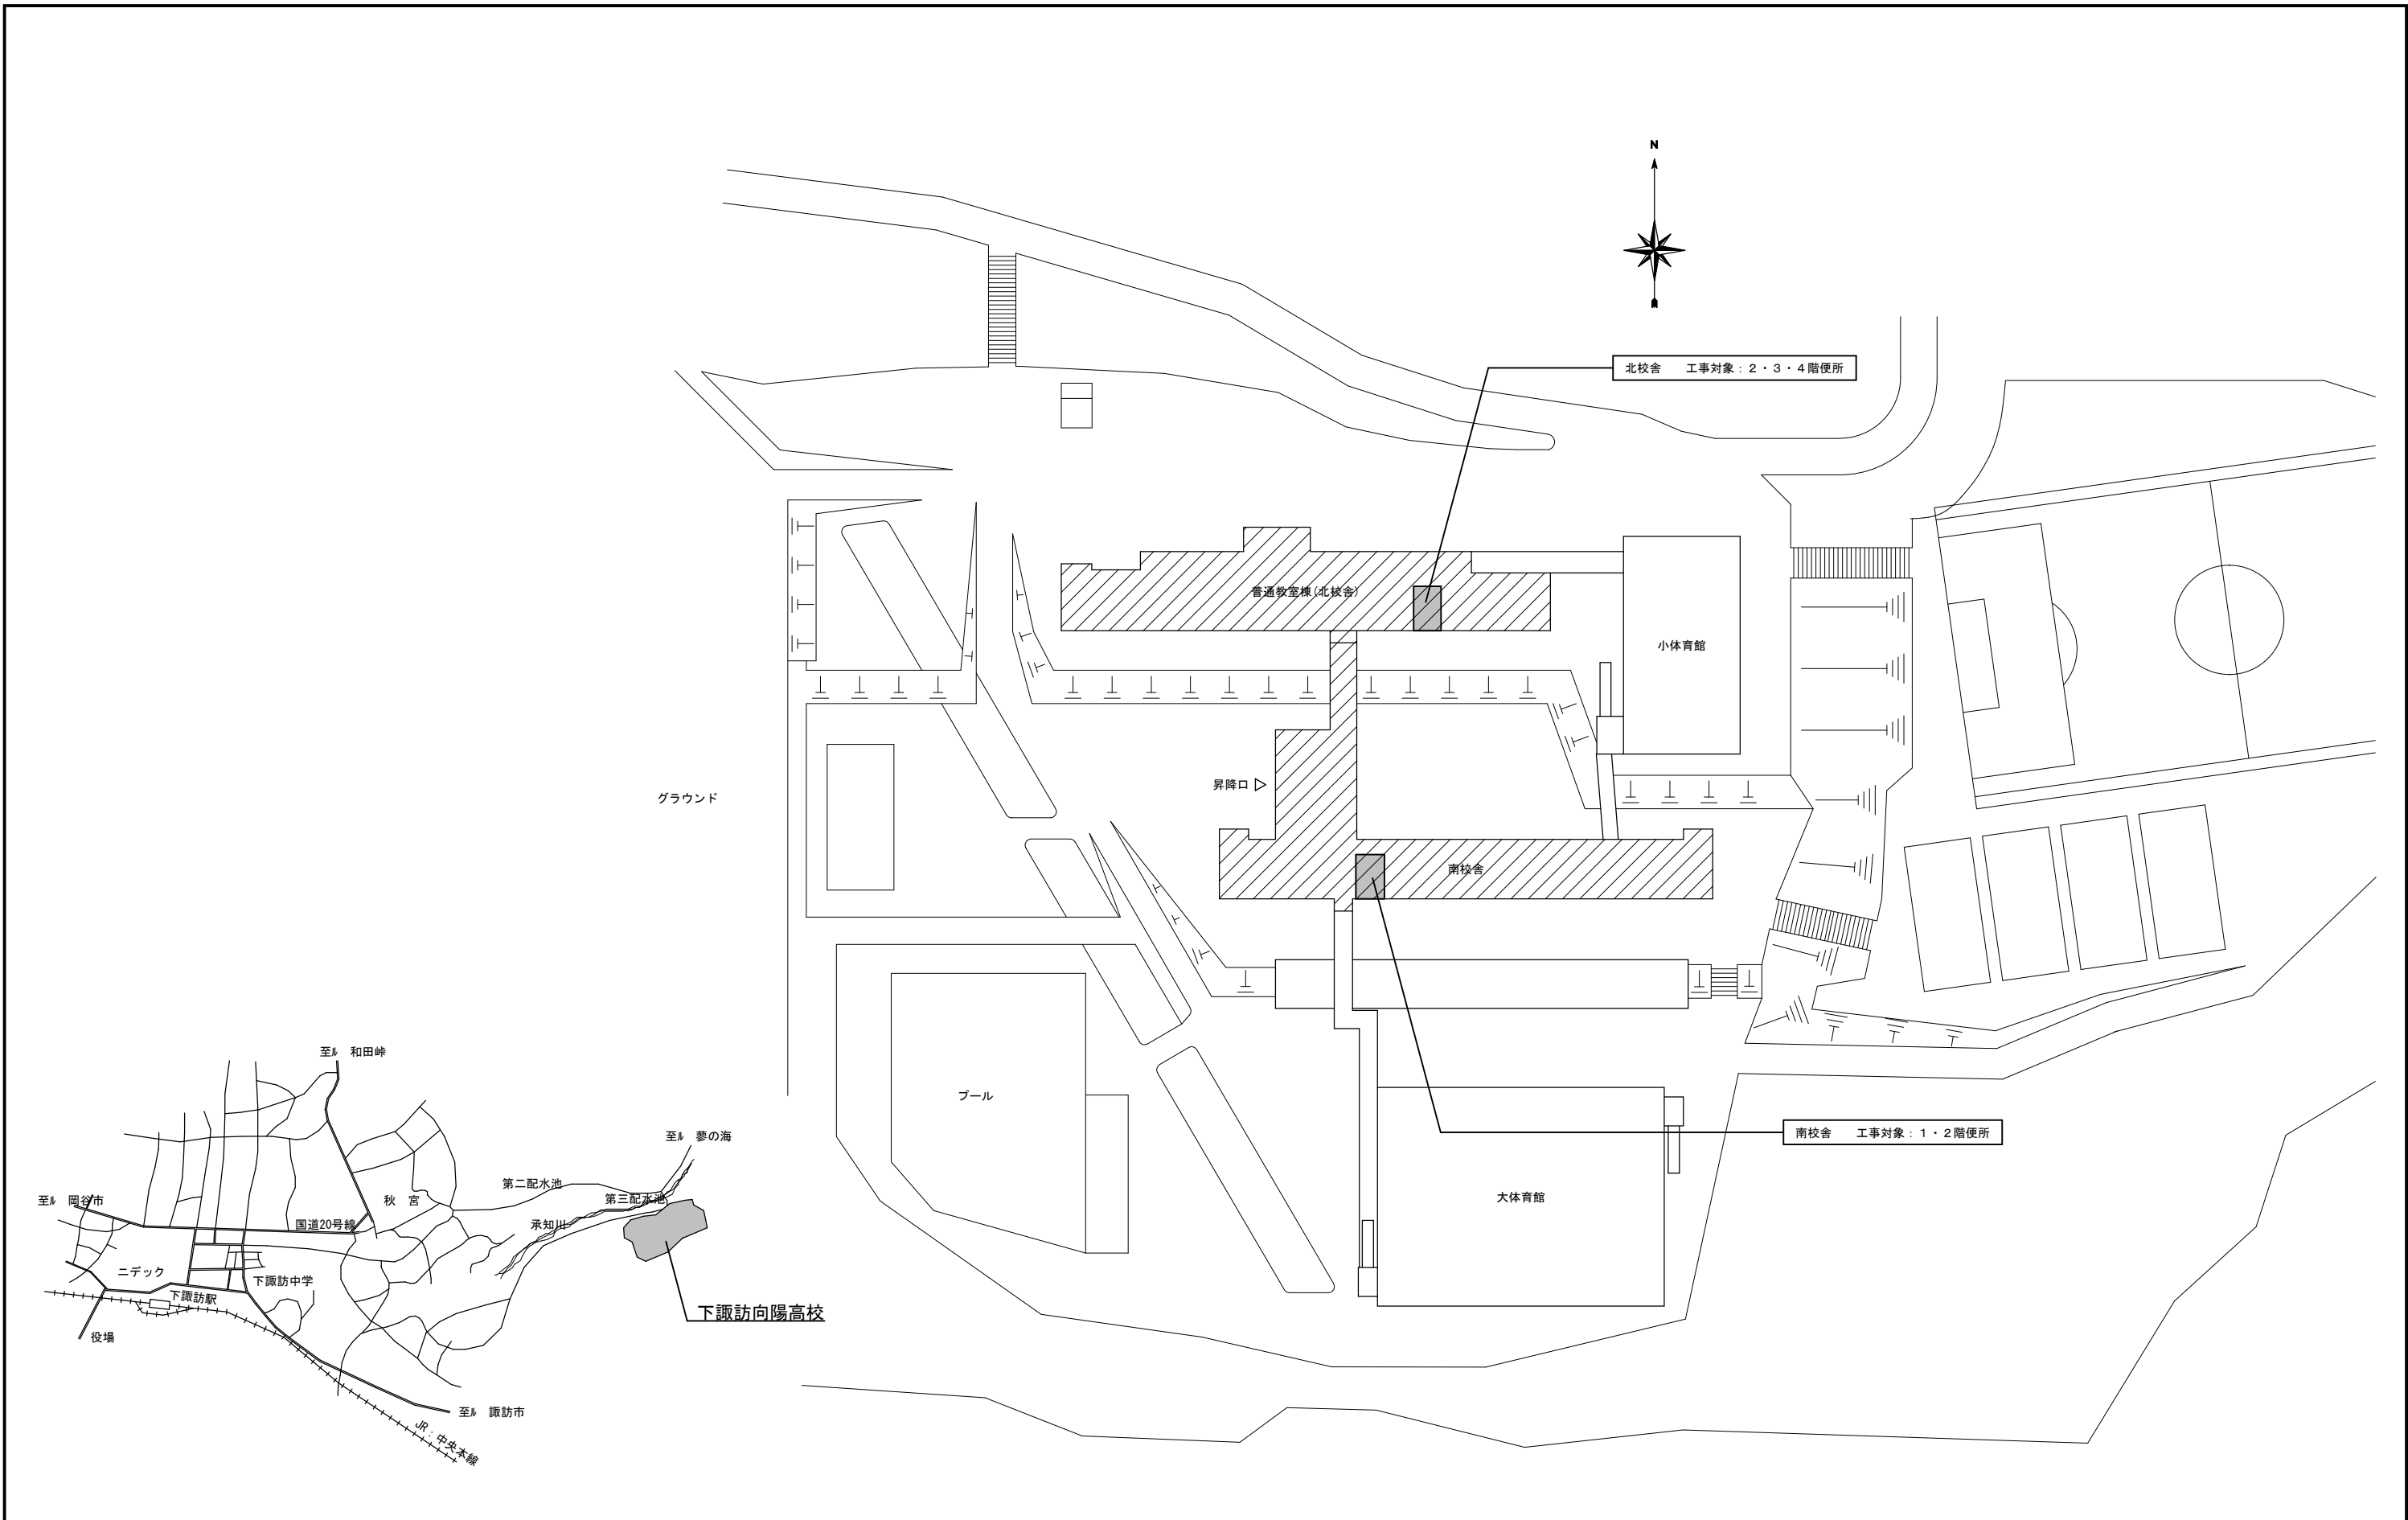 N
北校舎　　工事対象：２・３・４階便所
普通教室棟(北校舎)
小体育館
昇降口
グラウンド
南校舎
プール
南校舎　　工事対象：１・２階便所
大体育館
至ル　和田峠
至ル　夢の海
第二配水池
至ル　岡谷市
秋　宮
第三配水池
国道20号線
承知川
ニデック
下諏訪中学
下諏訪駅
下諏訪向陽高校
役場
至ル　諏訪市
JR：中央本線